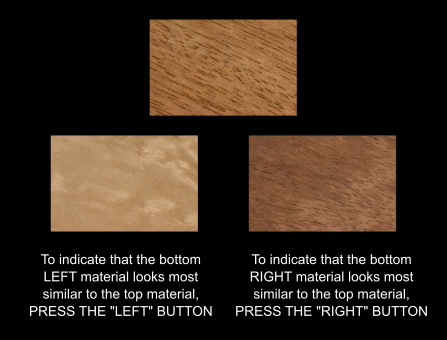 To indicate that the bottom
LEFT material looks most
similar to the top material,
PRESS THE "LEFT" BUTTON
To indicate that the bottom
RIGHT material looks most
similar to the top material,
PRESS THE "RIGHT" BUTTON